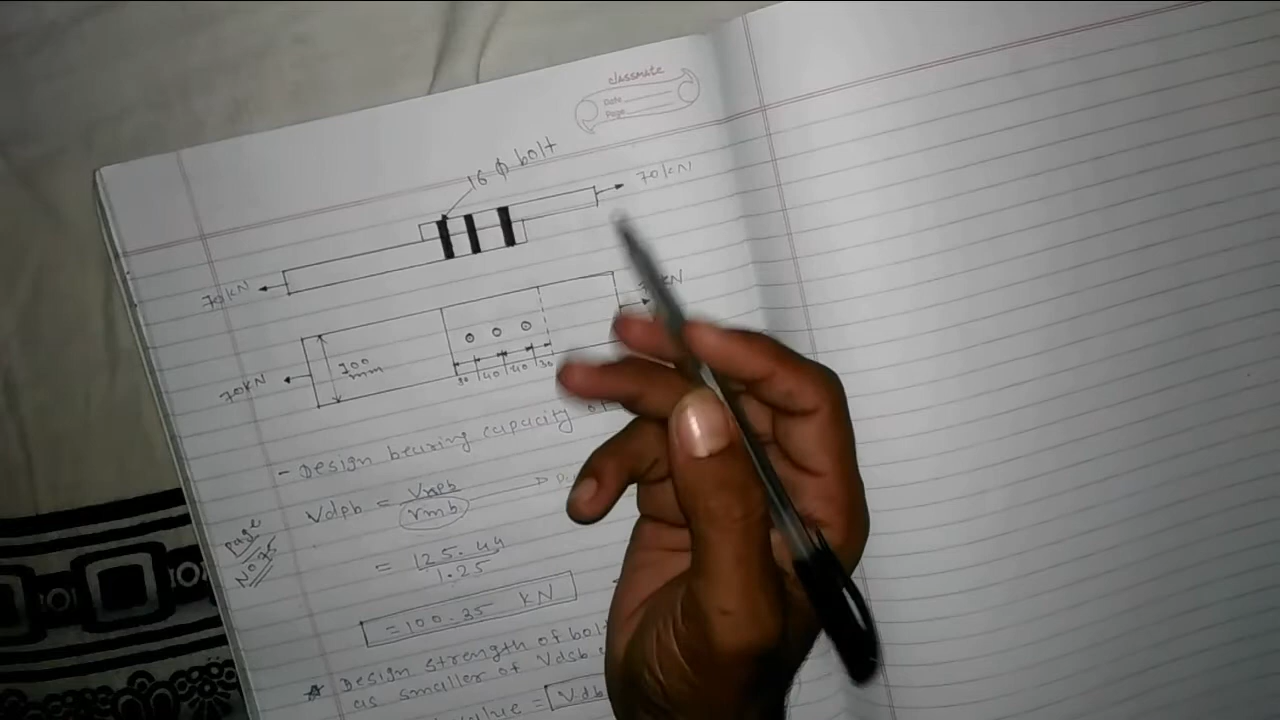 classmate
Date
Page
16 ϕ bolt
70 kN
70 kN
kN
100 mm
70 kN
30 40 40 30
- Design bearing capacity of
Vdpb = Vnpb / γmb
Page No 75
= 125.44 / 1.25
= 100.35 KN
☆ Design strength of bolt
as smaller of Vdsb
value = Vdb